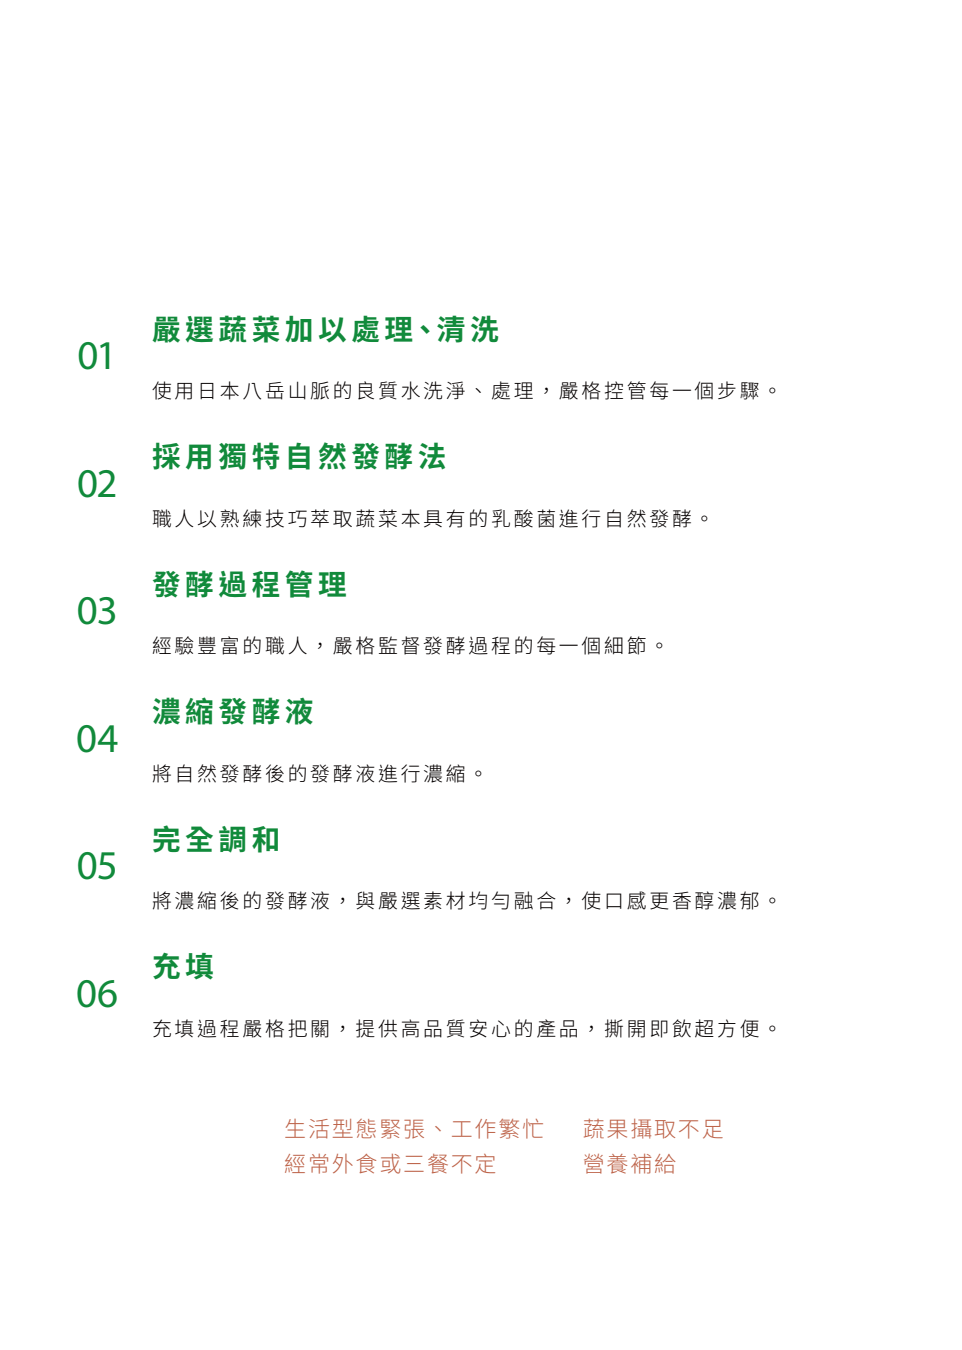 01
嚴選蔬菜加以處理、清洗
使用日本八岳山脈的良質水洗淨、處理，嚴格控管每一個步驟。
02
採用獨特自然發酵法
職人以熟練技巧萃取蔬菜本具有的乳酸菌進行自然發酵。
03
發酵過程管理
經驗豐富的職人，嚴格監督發酵過程的每一個細節。
04
濃縮發酵液
將自然發酵後的發酵液進行濃縮。
05
完全調和
將濃縮後的發酵液，與嚴選素材均勻融合，使口感更香醇濃郁。
06
充填
充填過程嚴格把關，提供高品質安心的產品，撕開即飲超方便。
生活型態緊張、工作繁忙
經常外食或三餐不定
蔬果攝取不足
營養補給